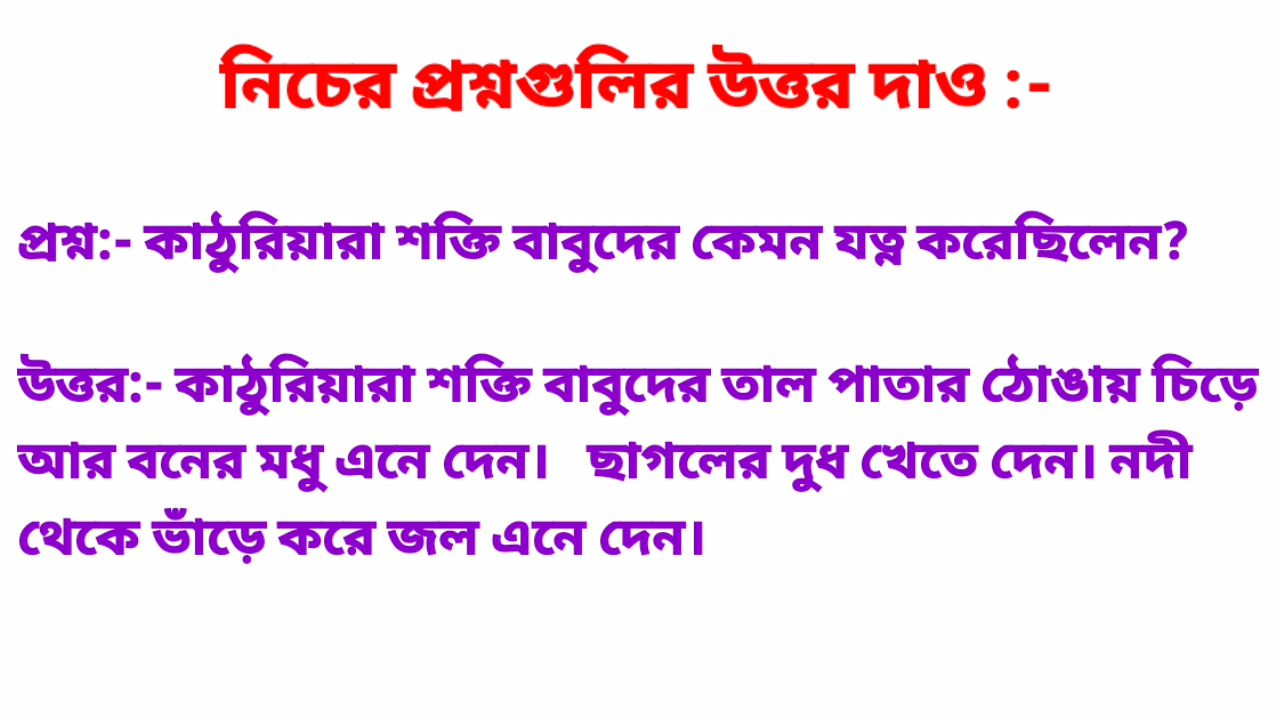 নিচের প্রশ্নগুলির উত্তর দাও :-
প্রশ্ন:- কাঠুরিয়ারা শক্তি বাবুদের কেমন যত্ন করেছিলেন?
উত্তর:- কাঠুরিয়ারা শক্তি বাবুদের তাল পাতার ঠোঙায় চিড়ে
আর বনের মধু এনে দেন। ছাগলের দুধ খেতে দেন। নদী
থেকে ভাঁড়ে করে জল এনে দেন।